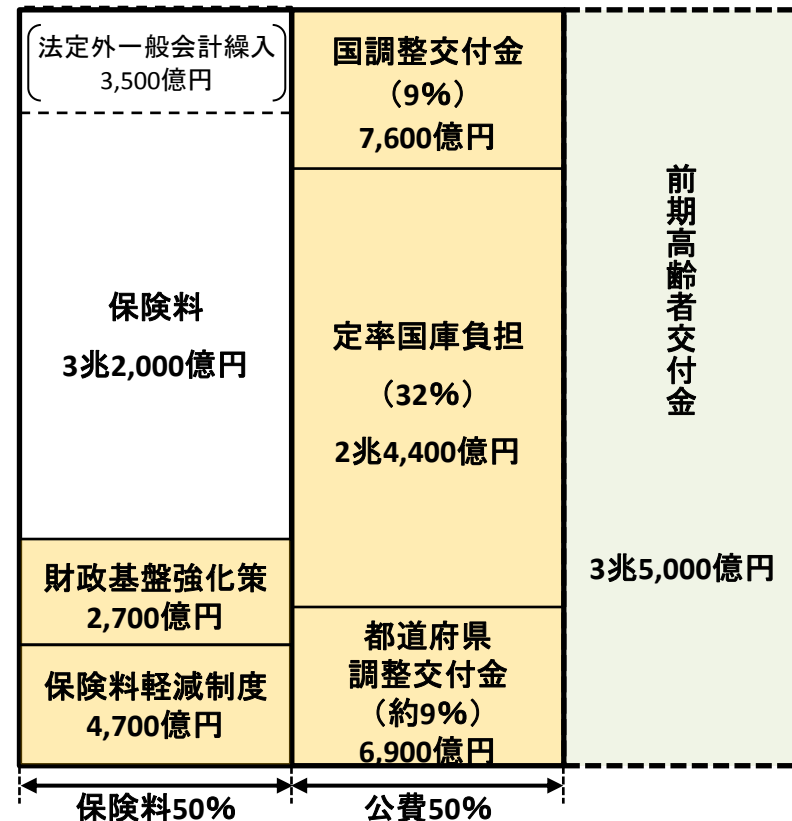 法定外一般会計繰入
3,500億円
保険料
3兆2,000億円
財政基盤強化策
2,700億円
保険料軽減制度
4,700億円
国調整交付金
（9％）
7,600億円
定率国庫負担
（32％）
2兆4,400億円
都道府県
調整交付金
（約9％）
6,900億円
前期高齢者交付金
3兆5,000億円
保険料50％
公費50％